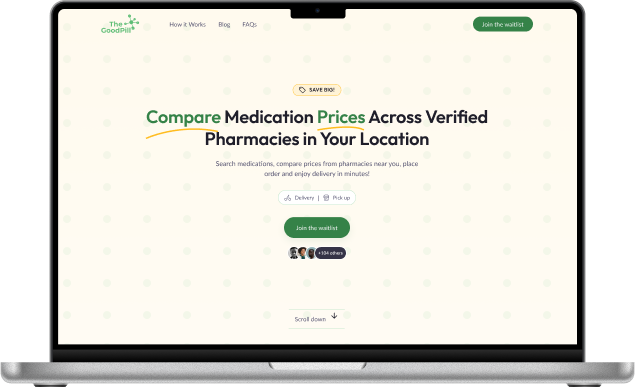 The
GoodPill
How it Works Blog FAQs
Join the waitlist
SAVE BIG!
Compare Medication Prices Across Verified
Pharmacies in Your Location
Search medications, compare prices from pharmacies near you, place
order and enjoy delivery in minutes!
Delivery | Pick up
Join the waitlist
+104 others
Scroll down